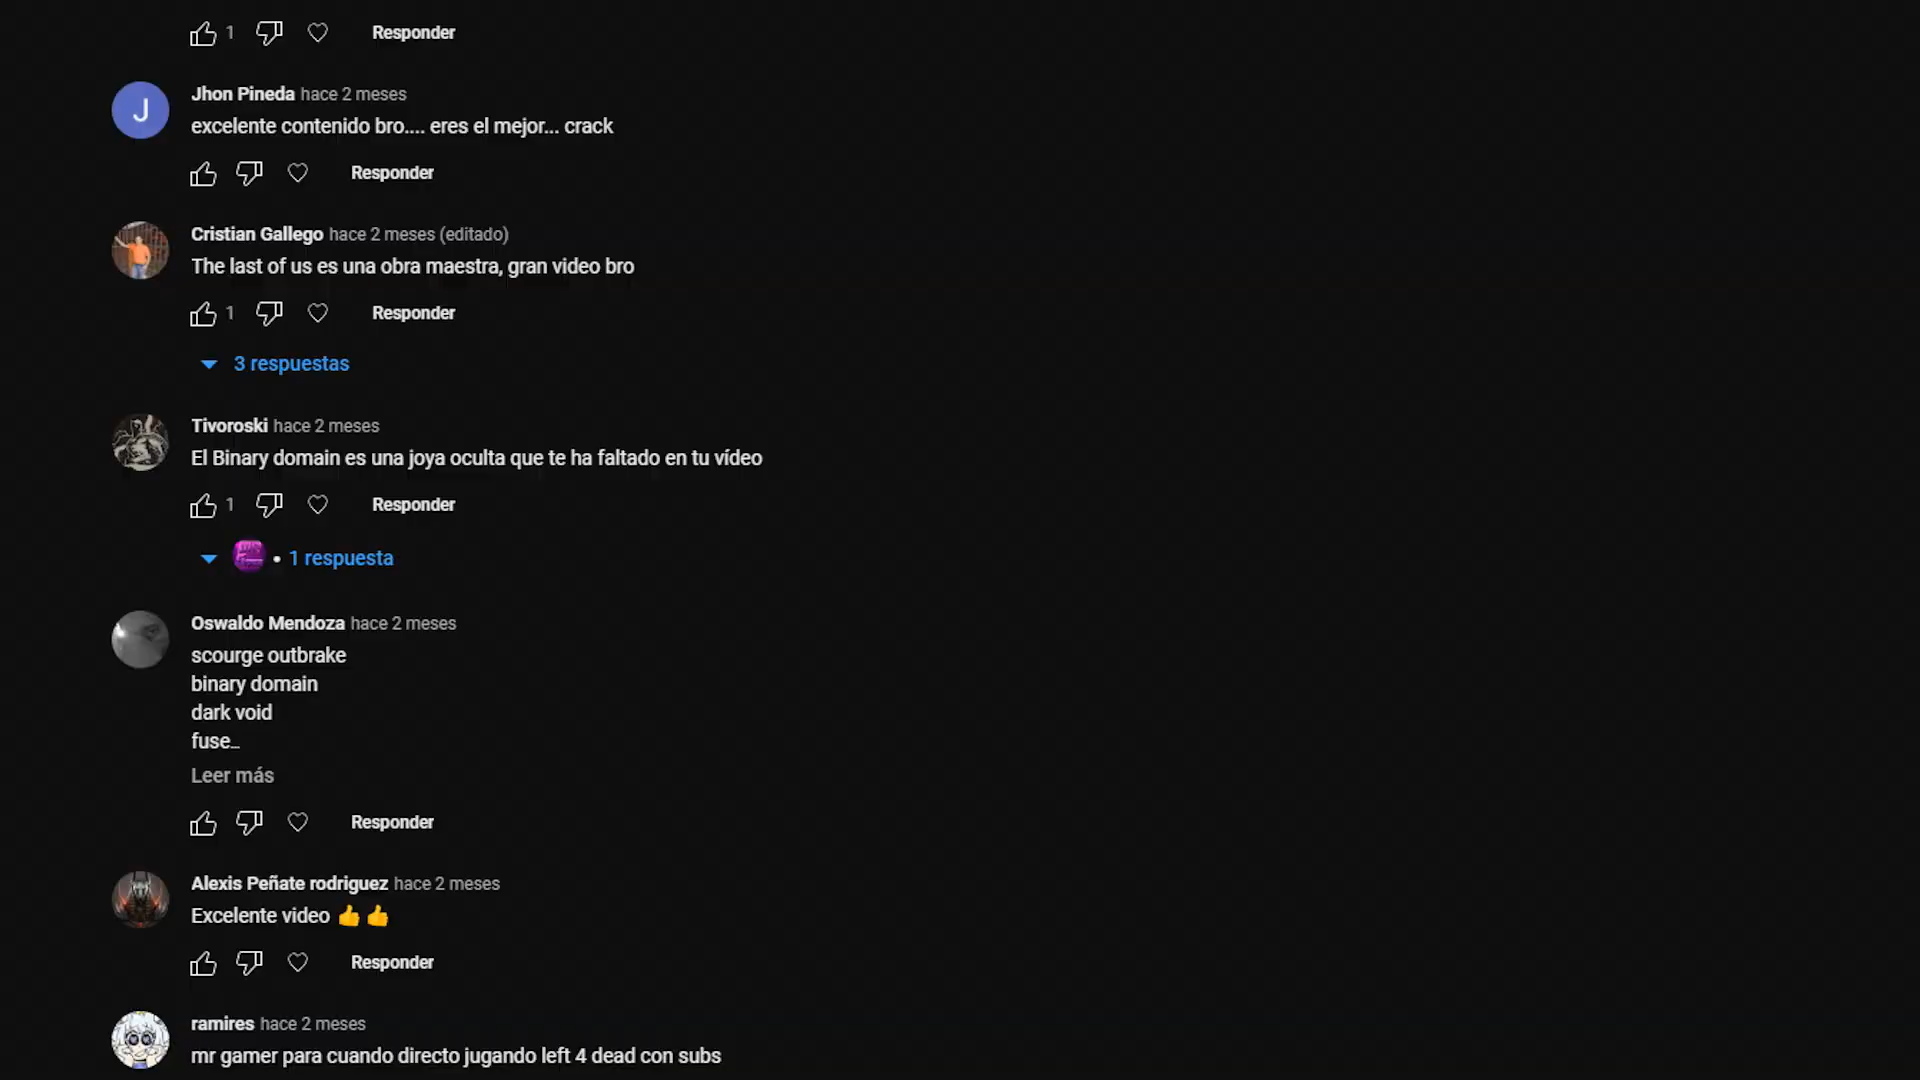 1 Responder
J
Jhon Pineda hace 2 meses
excelente contenido bro.... eres el mejor... crack
Responder
Cristian Gallego hace 2 meses (editado)
The last of us es una obra maestra, gran video bro
1 Responder
3 respuestas
Tivoroski hace 2 meses
El Binary domain es una joya oculta que te ha faltado en tu vídeo
1 Responder
• 1 respuesta
Oswaldo Mendoza hace 2 meses
scourge outbrake
binary domain
dark void
fuse...
Leer más
Responder
Alexis Peñate rodriguez hace 2 meses
Excelente video 👍👍
Responder
ramires hace 2 meses
mr gamer para cuando directo jugando left 4 dead con subs